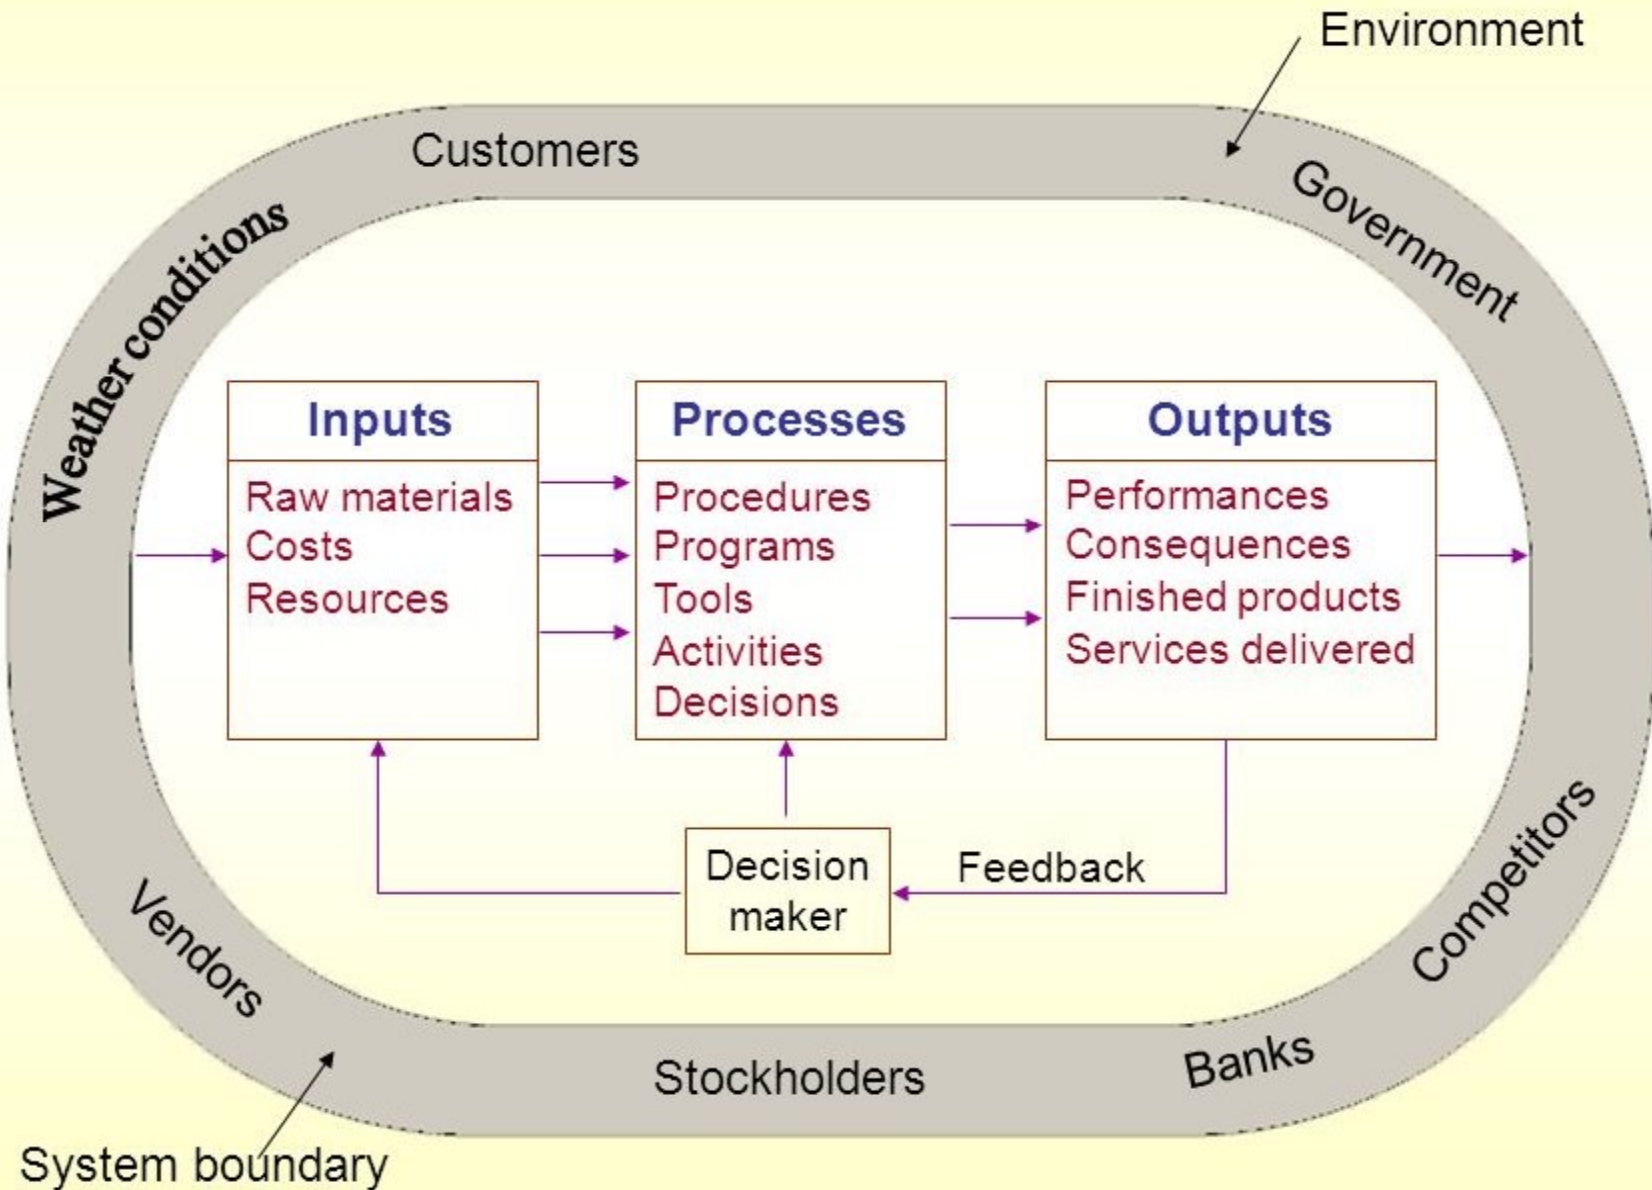 Environment
Customers
Government
Weather conditions
Inputs
Raw materials
Costs
Resources
Processes
Procedures
Programs
Tools
Activities
Decisions
Outputs
Performances
Consequences
Finished products
Services delivered
Decision
maker
Feedback
Competitors
Vendors
Stockholders
Banks
System boundary